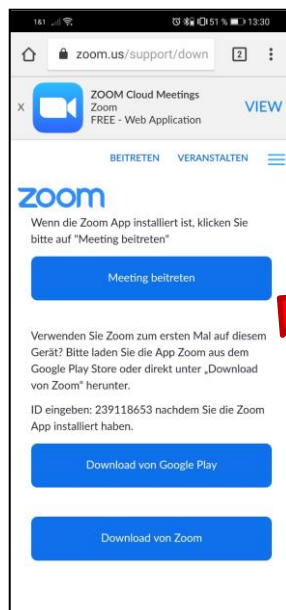 1&1 51 % 13:30
zoom.us/support/down 2
x ZOOM Cloud Meetings
Zoom
FREE - Web Application
VIEW
BEITRETEN VERANSTALTEN
zoom
Wenn die Zoom App installiert ist, klicken Sie
bitte auf "Meeting beitreten"
Meeting beitreten
Verwenden Sie Zoom zum ersten Mal auf diesem
Gerät? Bitte laden Sie die App Zoom aus dem
Google Play Store oder direkt unter „Download
von Zoom" herunter.
ID eingeben: 239118653 nachdem Sie die Zoom
App installiert haben.
Download von Google Play
Download von Zoom